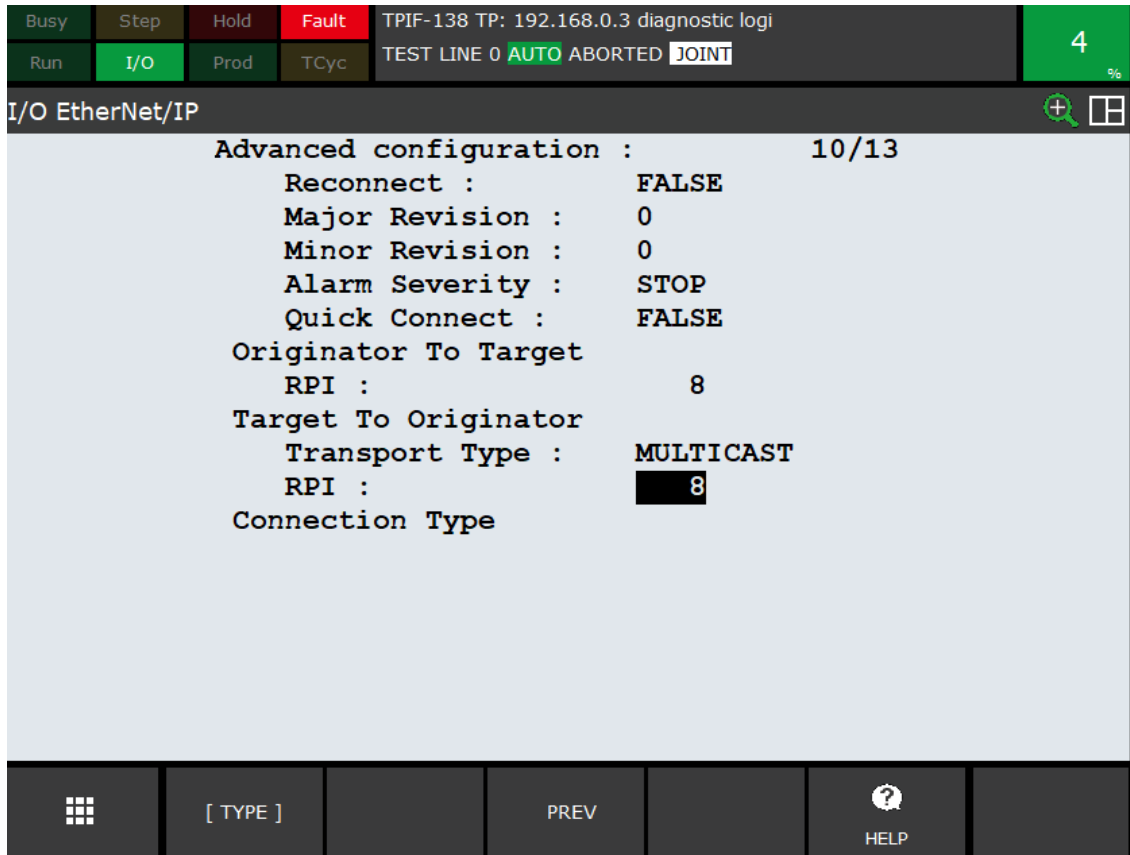 Busy Step Hold Fault TPIF-138 TP: 192.168.0.3 diagnostic logi
Run I/O Prod TCyc TEST LINE 0 AUTO ABORTED JOINT
4
%
I/O EtherNet/IP
Advanced configuration : 10/13
Reconnect : FALSE
Major Revision : 0
Minor Revision : 0
Alarm Severity : STOP
Quick Connect : FALSE
Originator To Target
RPI : 8
Target To Originator
Transport Type : MULTICAST
RPI : 8
Connection Type
[ TYPE ] PREV ? HELP